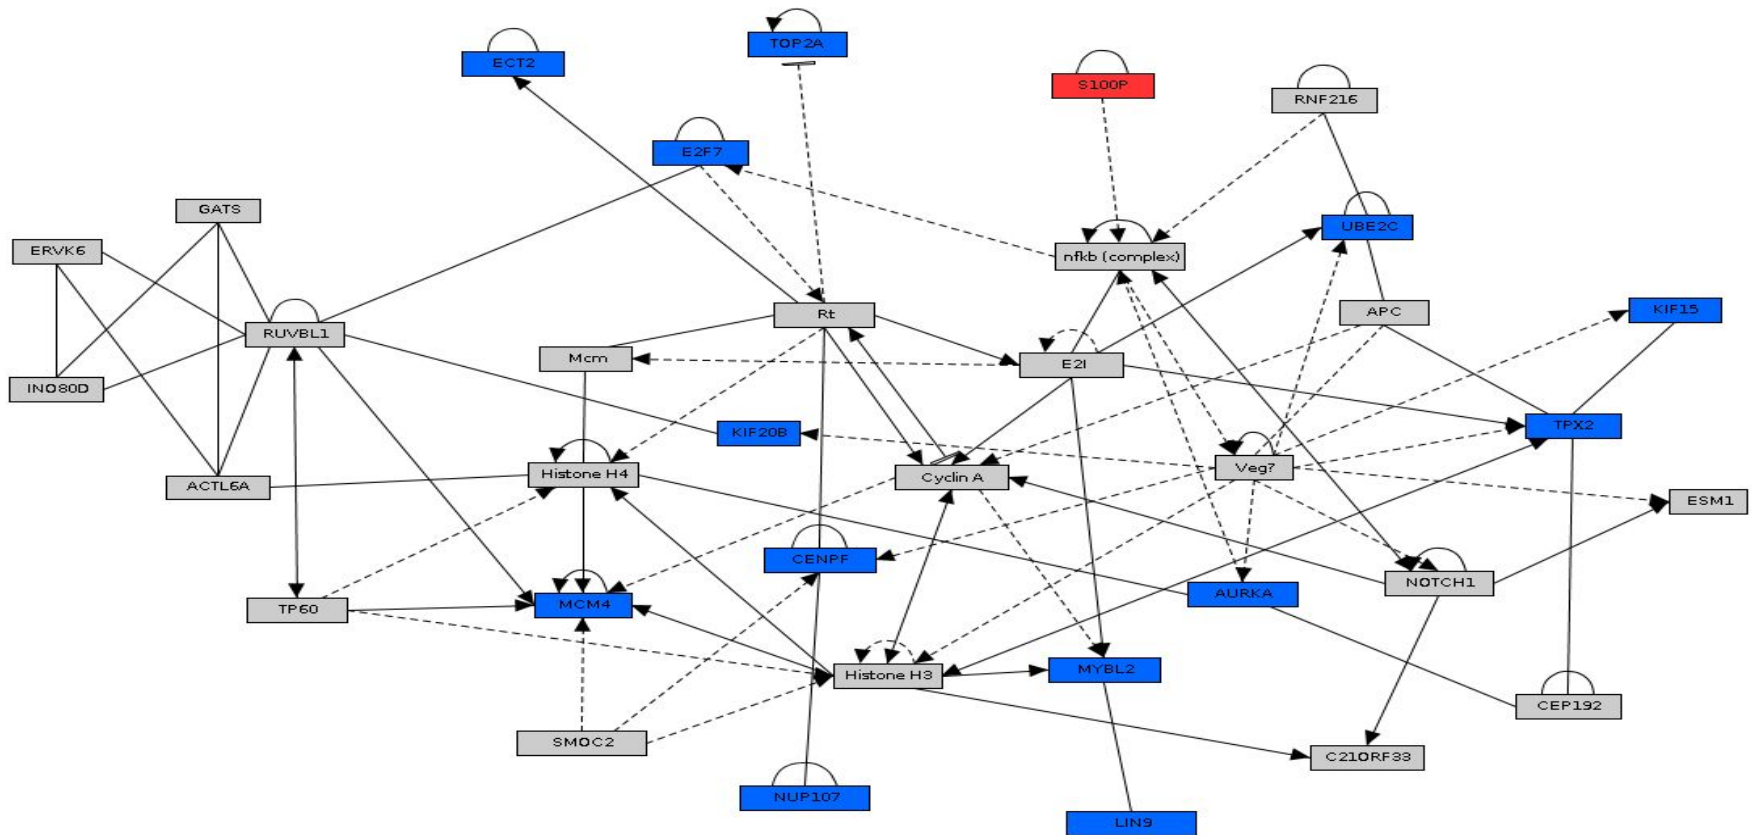 TOP2A
ECT2
S100P
RNF216
E2F7
GATS
UBE2C
ERVK6
nfkb (complex)
APC
KIF15
Rt
RUVBL1
Mcm
E2I
INO80D
TPX2
KIF20B
Veg?
Histone H4
Cyclin A
ACTL6A
ESM1
CENPF
NOTCH1
AURKA
MCM4
TP60
MYBL2
Histone H3
CEP192
SMOC2
C21ORF33
NUP107
LIN9